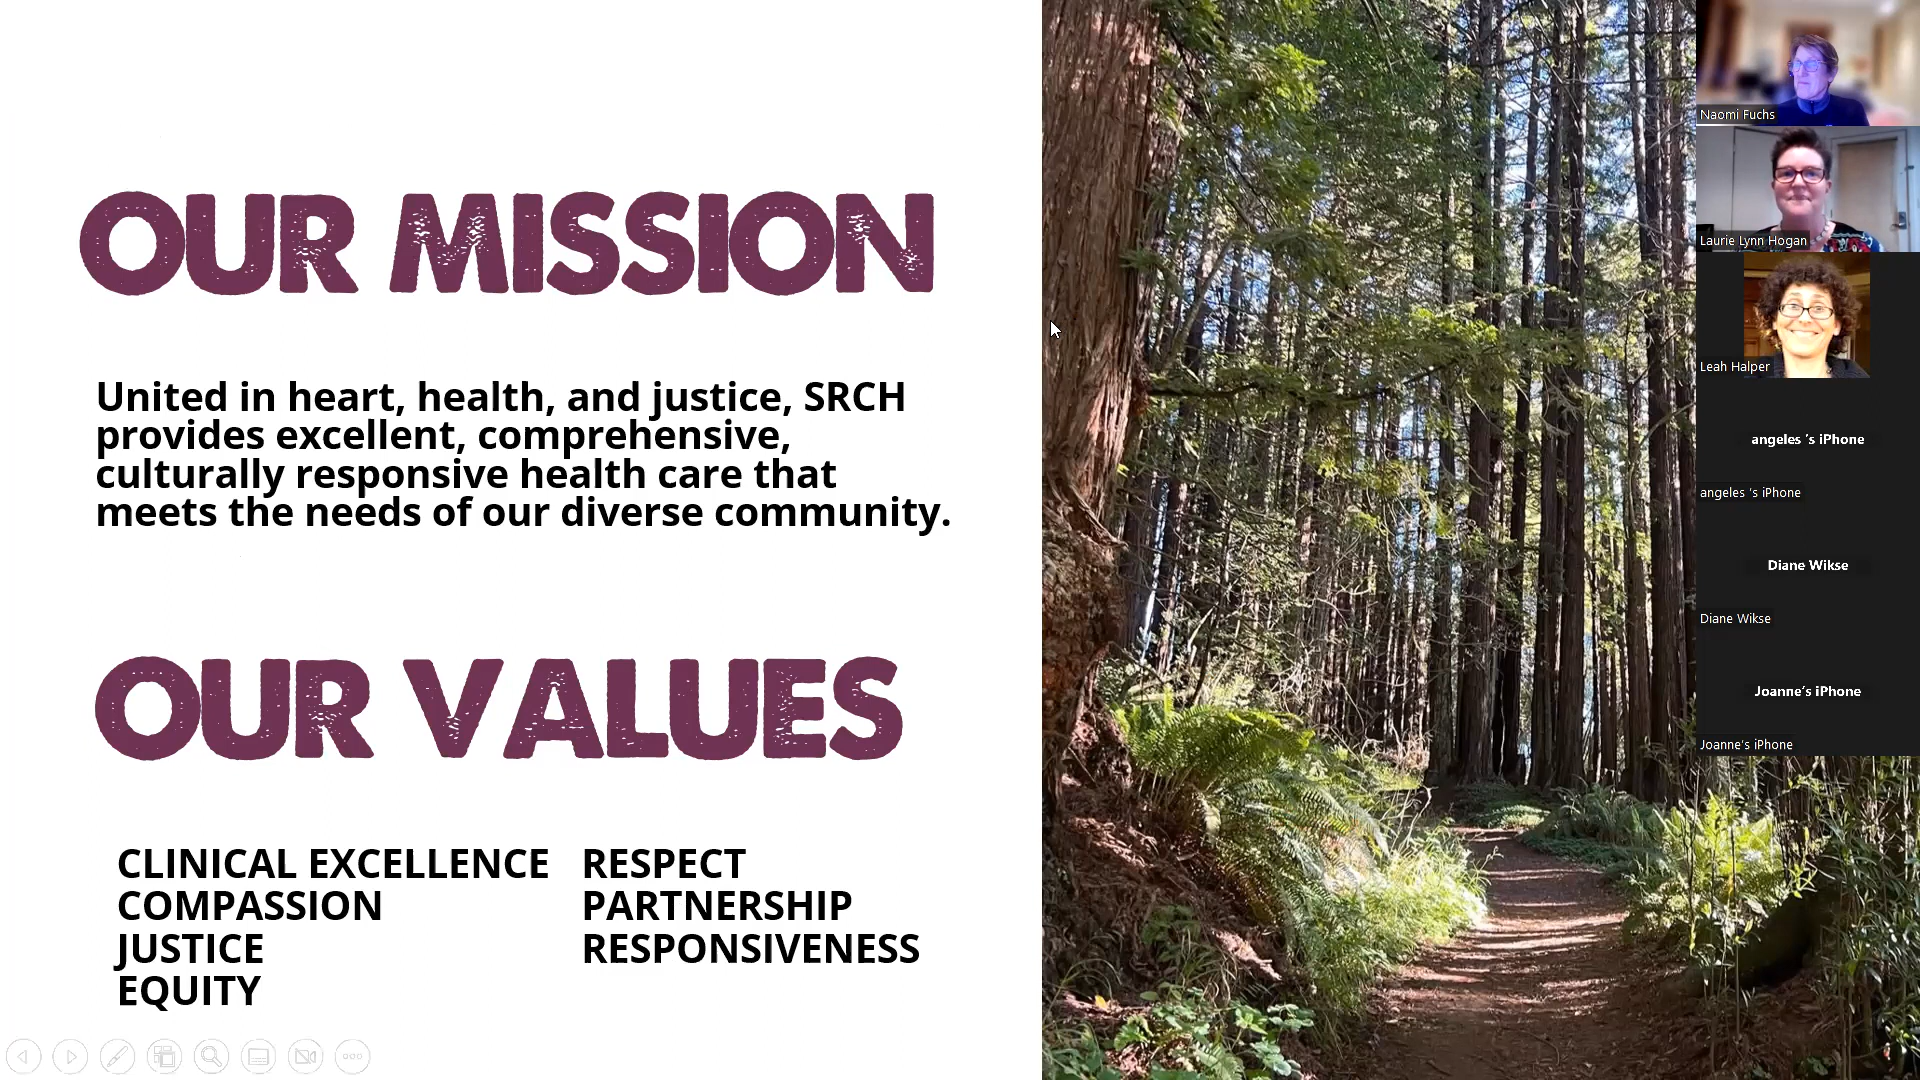 OUR MISSION
United in heart, health, and justice, SRCH
provides excellent, comprehensive,
culturally responsive health care that
meets the needs of our diverse community.
OUR VALUES
CLINICAL EXCELLENCE
COMPASSION
JUSTICE
EQUITY
RESPECT
PARTNERSHIP
RESPONSIVENESS
Naomi Fuchs
Laurie Lynn Hogan
Leah Halper
angeles 's iPhone
angeles 's iPhone
Diane Wikse
Diane Wikse
Joanne's iPhone
Joanne's iPhone